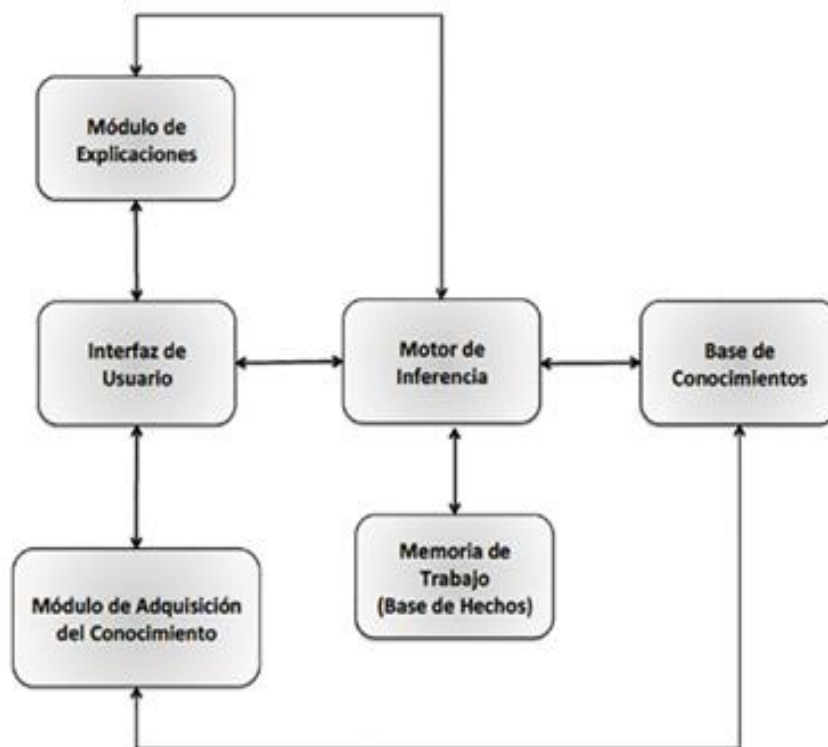 Módulo de
Explicaciones
Interfaz de
Usuario
Motor de
Inferencia
Base de
Conocimientos
Memoria de
Trabajo
(Base de Hechos)
Módulo de Adquisición
del Conocimiento